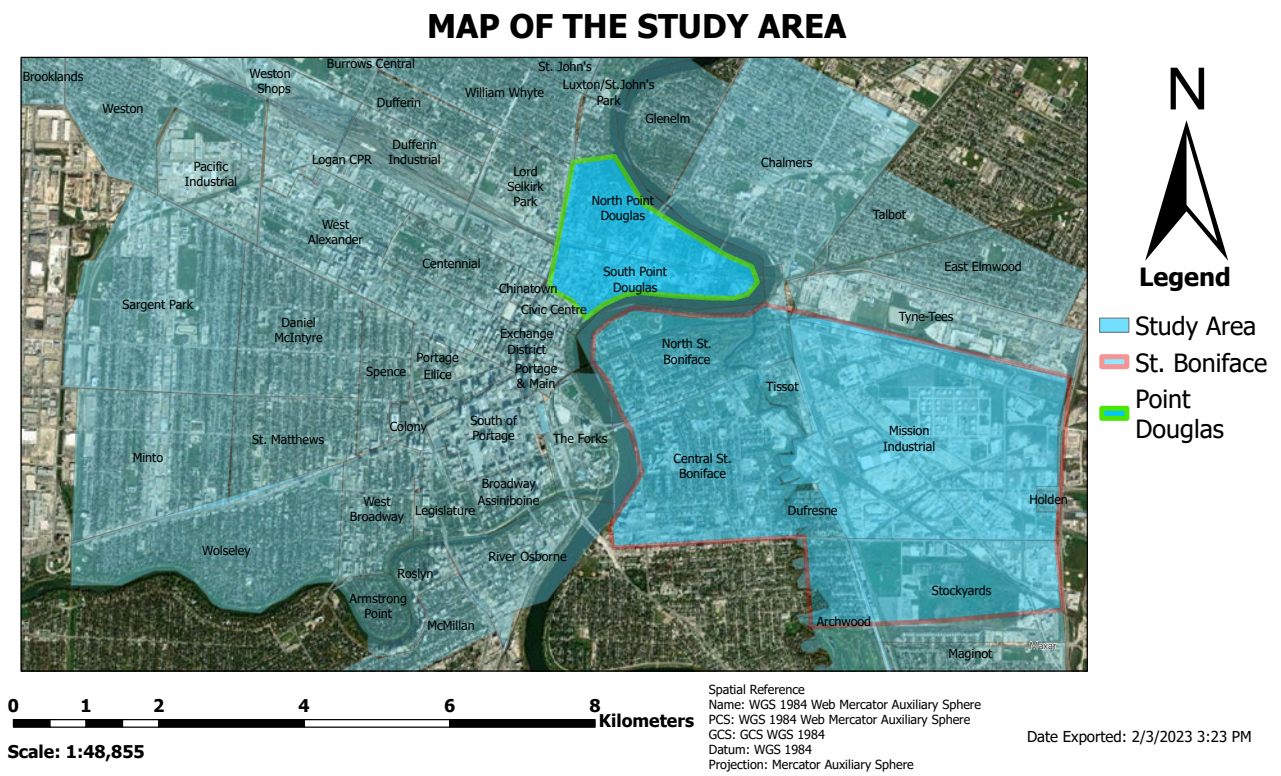 MAP OF THE STUDY AREA
Brooklands
Weston
Weston
Shops
Burrows Central
Dufferin
William Whyte
St. John's
Luxton/St.John's
Park
Glenelm
Pacific
Industrial
Logan CPR
Dufferin
Industrial
Lord
Selkirk
Park
Chalmers
North Point
Douglas
Talbot
West
Alexander
Centennial
Chinatown
South Point
Douglas
East Elmwood
Sargent Park
Daniel
McIntyre
Civic Centre
Exchange
District
Tyne-Tees
Spence
Portage
Ellice
Portage
& Main
North St.
Boniface
Tissot
Minto
St. Matthews
Colony
South of
Portage
The Forks
Central St.
Boniface
Mission
Industrial
West
Broadway
Legislature
Broadway
Assiniboine
Dufresne
Holden
Wolseley
Roslyn
River Osborne
Armstrong
Point
McMillan
Stockyards
Archwood
Maginot
Maxar
N
Legend
Study Area
St. Boniface
Point
Douglas
0 1 2 4 6 8
Kilometers
Scale: 1:48,855
Spatial Reference
Name: WGS 1984 Web Mercator Auxiliary Sphere
PCS: WGS 1984 Web Mercator Auxiliary Sphere
GCS: GCS WGS 1984
Datum: WGS 1984
Projection: Mercator Auxiliary Sphere
Date Exported: 2/3/2023 3:23 PM